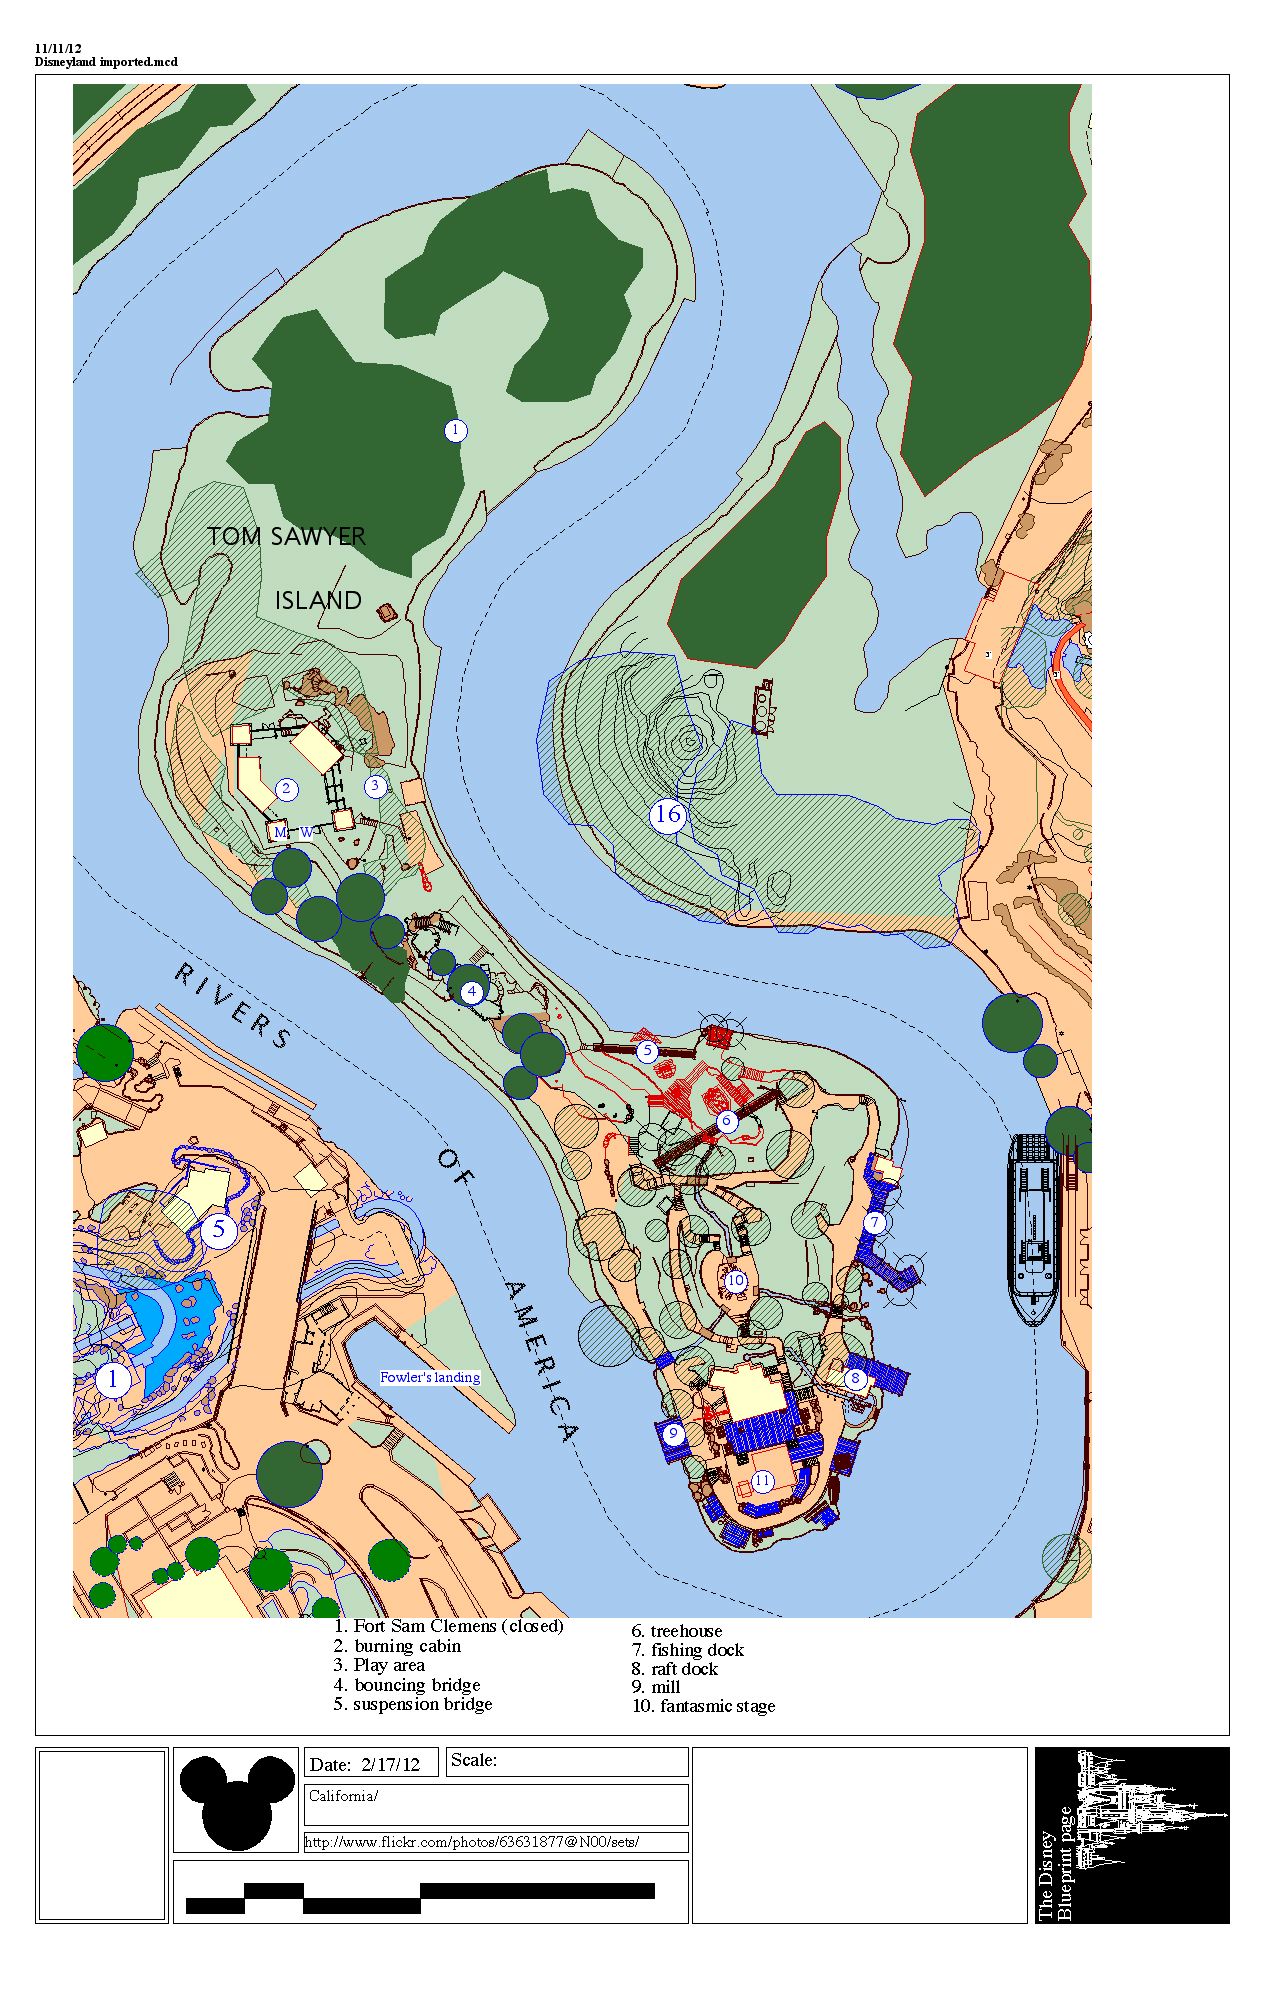 11/11/12
Disneyland imported.mcd
1
TOM SAWYER
ISLAND
3'
3'
2
3
M W
16
4
RIVERS
5
6
OF
5
7
10
AMERICA
1
Fowler's landing
8
9
11
1. Fort Sam Clemens (closed)
2. burning cabin
3. Play area
4. bouncing bridge
5. suspension bridge
6. treehouse
7. fishing dock
8. raft dock
9. mill
10. fantasmic stage
Date: 2/17/12
Scale:
California/
http://www.flickr.com/photos/63631877@N00/sets/
The Disney
Blueprint page